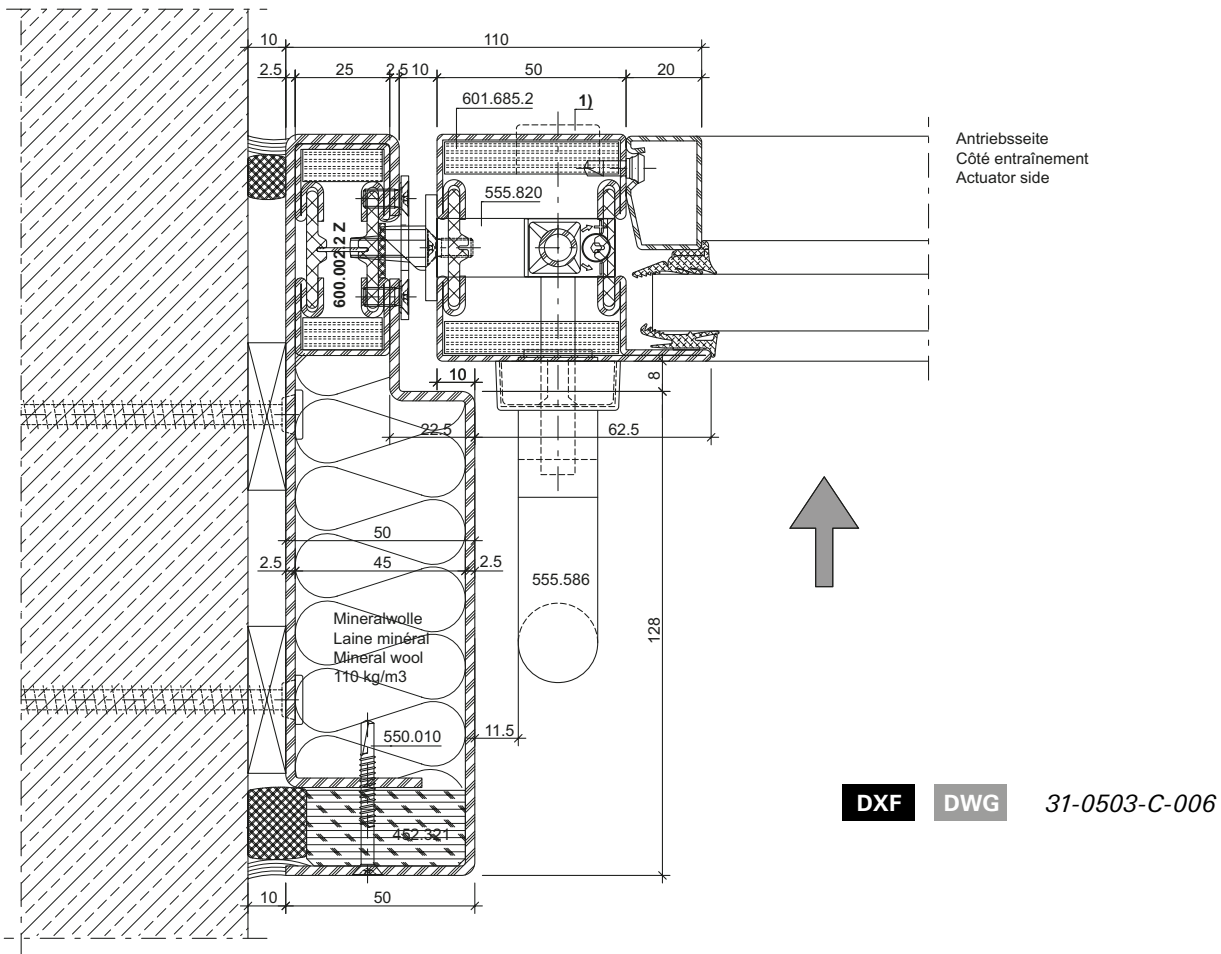 10
110
2.5
25
2.5
10
50
20
601.685.2
1)
Antriebsseite
Côté entraînement
Actuator side
555.820
600.002.2 Z
10
8
22.5
62.5
50
2.5
45
2.5
555.586
Mineralwolle
Laine minéral
Mineral wool
110 kg/m3
128
11.5
550.010
DXF DWG 31-0503-C-006
452.321
10
50